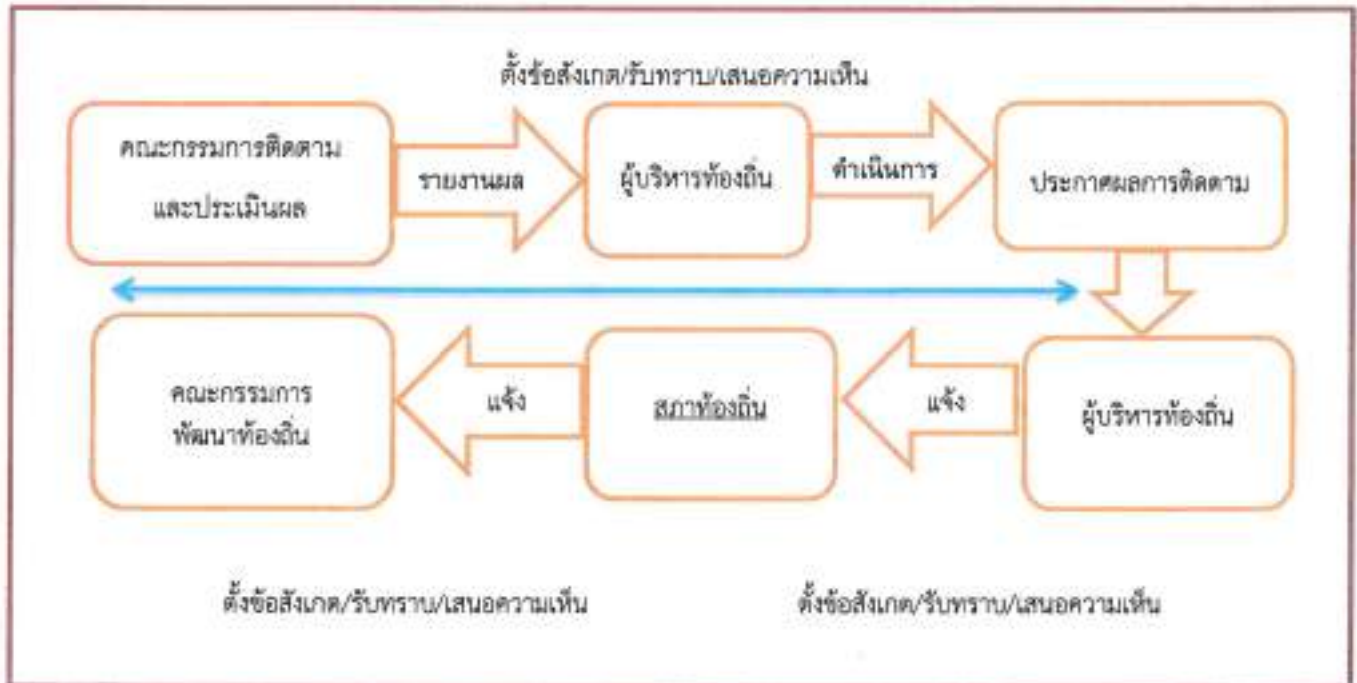 ตั้งข้อสังเกต/รับทราบ/เสนอความเห็น
คณะกรรมการติดตาม
และประเมินผล
รายงานผล
ผู้บริหารท้องถิ่น
ดำเนินการ
ประกาศผลการติดตาม
คณะกรรมการ
พัฒนาท้องถิ่น
แจ้ง
สภาท้องถิ่น
แจ้ง
ผู้บริหารท้องถิ่น
ตั้งข้อสังเกต/รับทราบ/เสนอความเห็น
ตั้งข้อสังเกต/รับทราบ/เสนอความเห็น